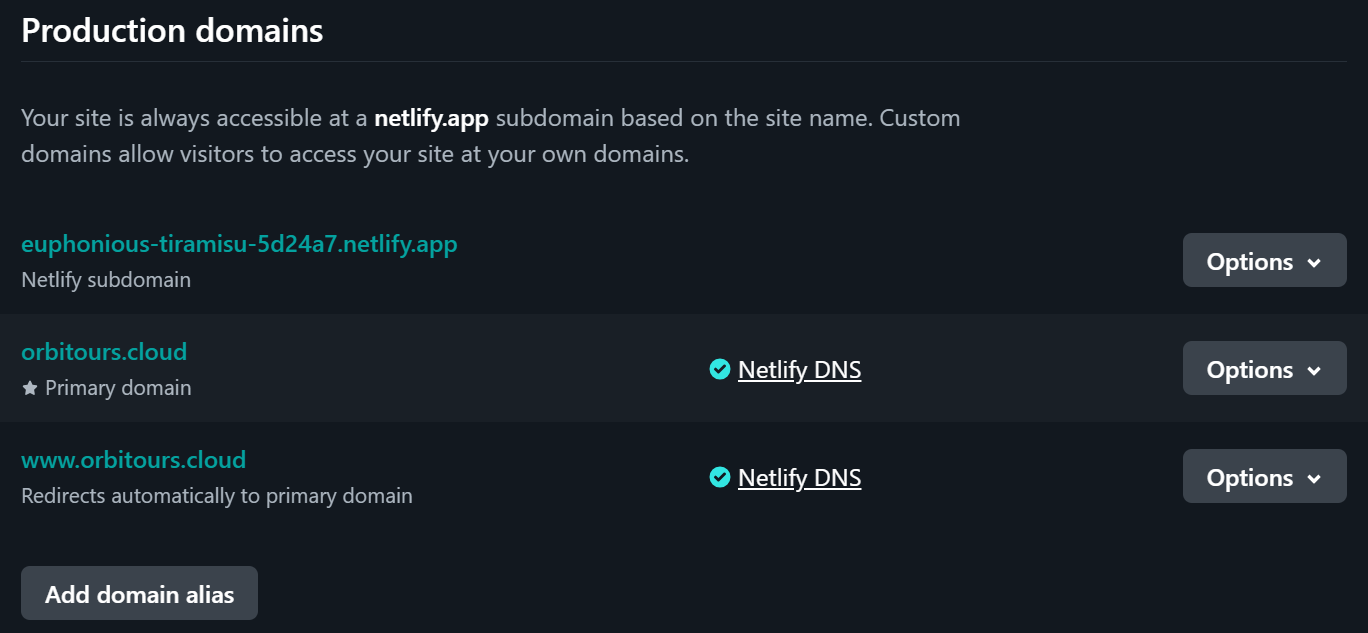 Production domains
Your site is always accessible at a netlify.app subdomain based on the site name. Custom
domains allow visitors to access your site at your own domains.
euphonious-tiramisu-5d24a7.netlify.app
Netlify subdomain
Options
orbitours.cloud
Primary domain
Netlify DNS
Options
www.orbitours.cloud
Redirects automatically to primary domain
Netlify DNS
Options
Add domain alias